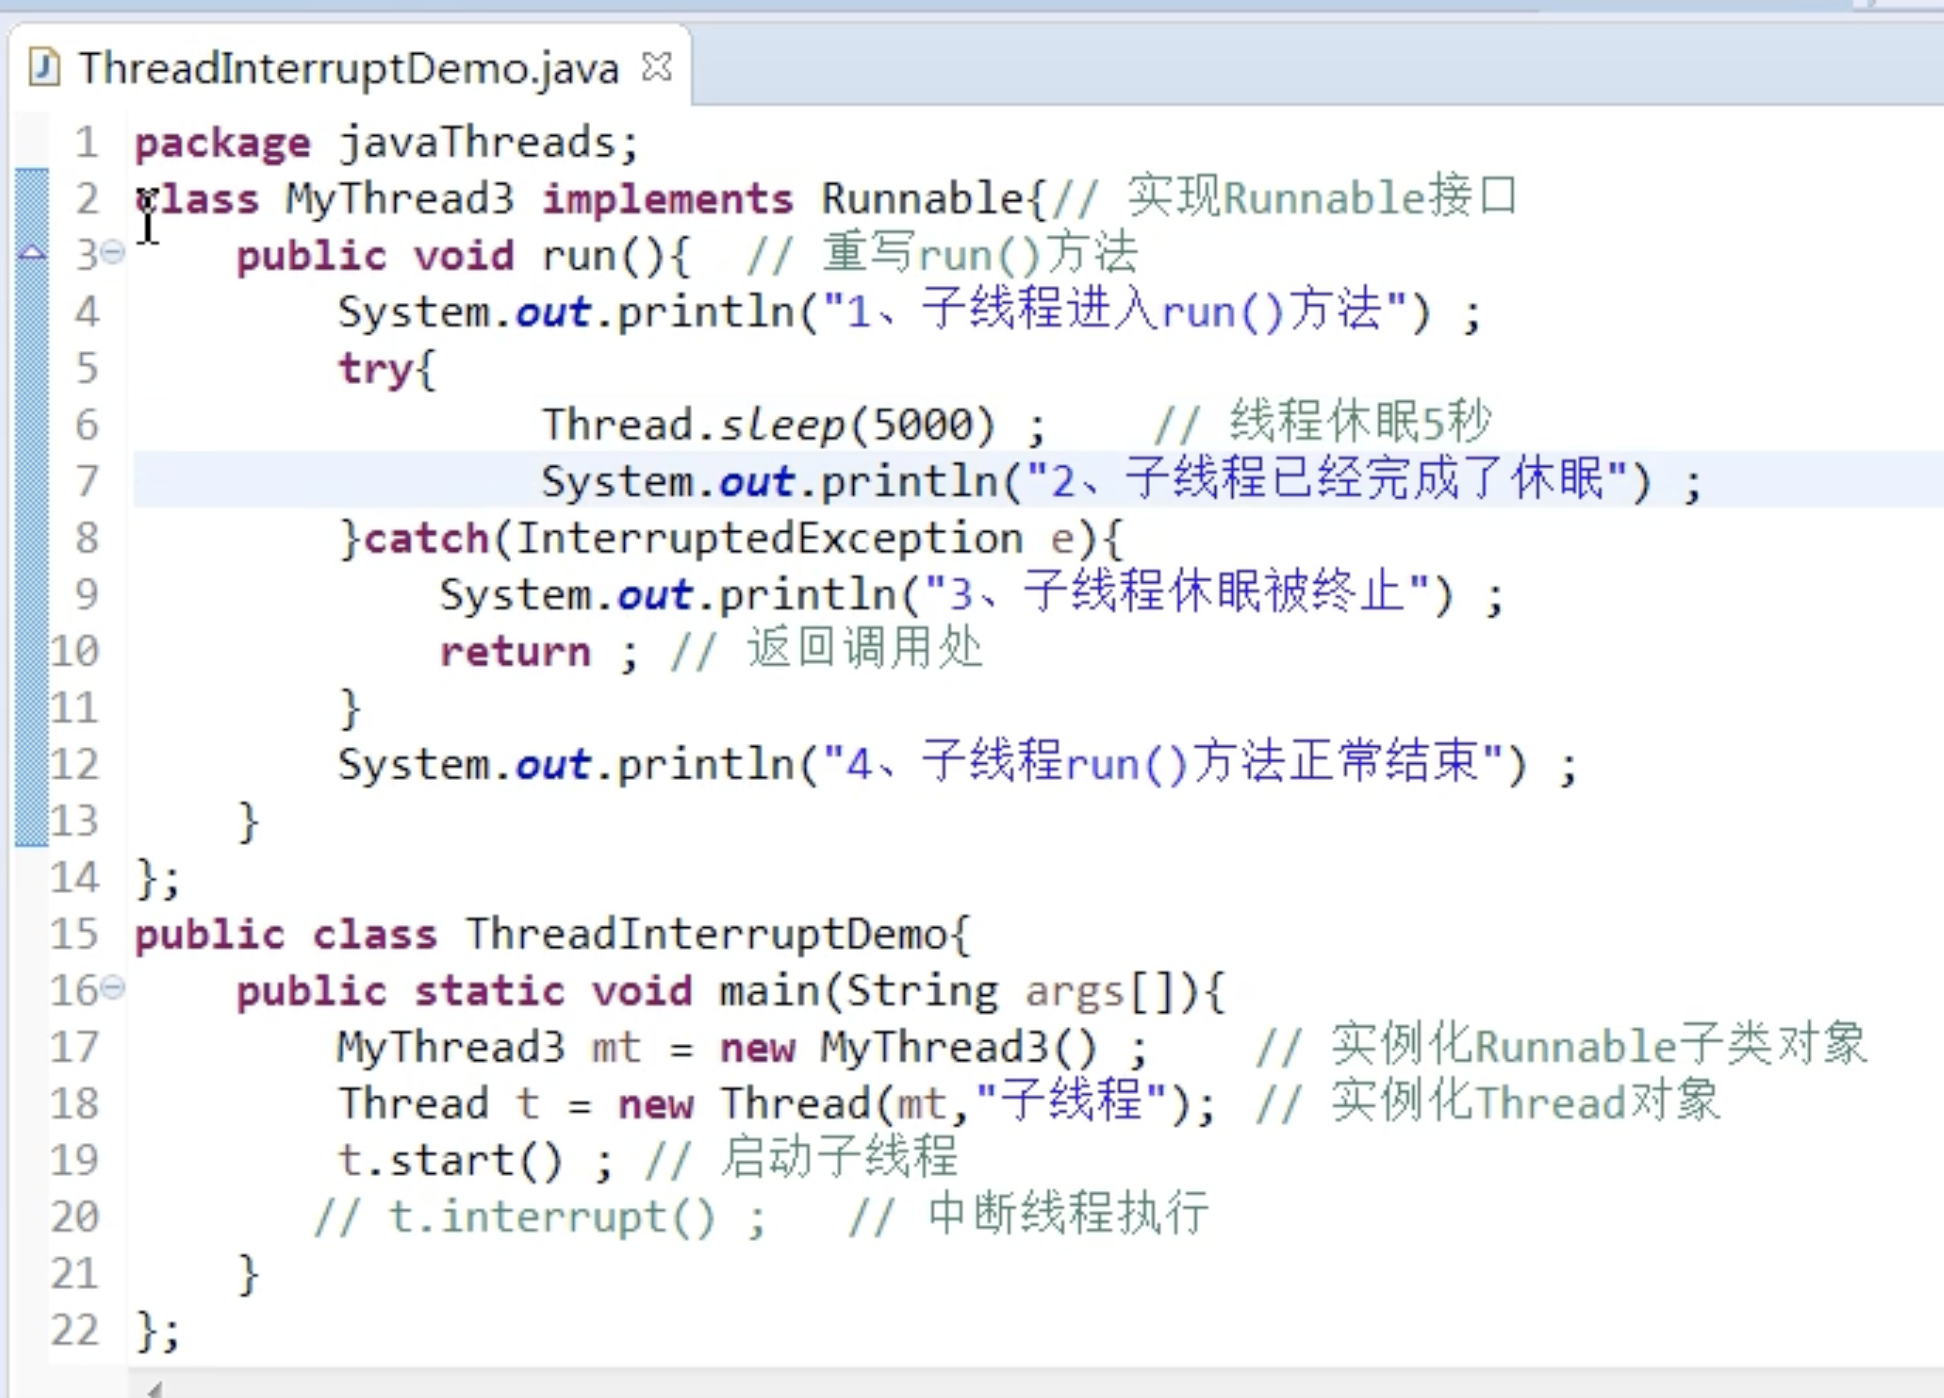 ThreadInterruptDemo.java
1 package javaThreads;
2 class MyThread3 implements Runnable{// 实现Runnable接口
3 public void run(){ // 重写run()方法
4 System.out.println("1、子线程进入run()方法") ;
5 try{
6 Thread.sleep(5000) ; // 线程休眠5秒
7 System.out.println("2、子线程已经完成了休眠") ;
8 }catch(InterruptedException e){
9 System.out.println("3、子线程休眠被终止") ;
10 return ; // 返回调用处
11 }
12 System.out.println("4、子线程run()方法正常结束") ;
13 }
14 };
15 public class ThreadInterruptDemo{
16 public static void main(String args[]){
17 MyThread3 mt = new MyThread3() ; // 实例化Runnable子类对象
18 Thread t = new Thread(mt,"子线程"); // 实例化Thread对象
19 t.start() ; // 启动子线程
20 // t.interrupt() ; // 中断线程执行
21 }
22 };